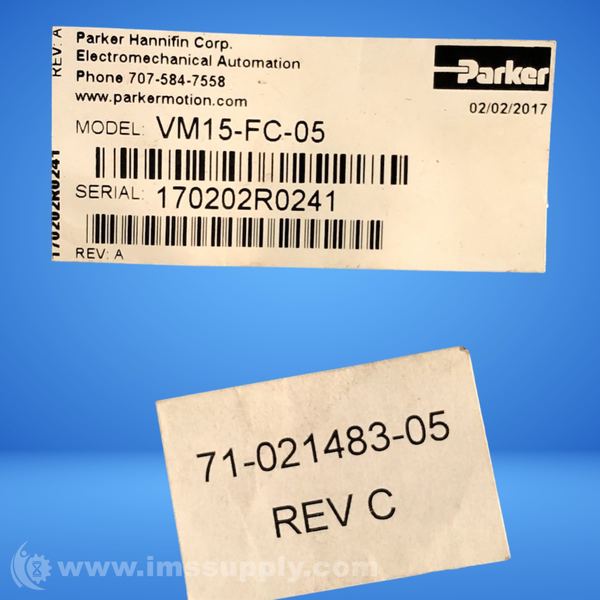 REV: A
170202R0241
Parker Hannifin Corp.
Electromechanical Automation
Phone 707-584-7558
www.parkermotion.com
Parker
02/02/2017
MODEL: VM15-FC-05
SERIAL: 170202R0241
REV: A
71-021483-05
REV C
www.imssupply.com